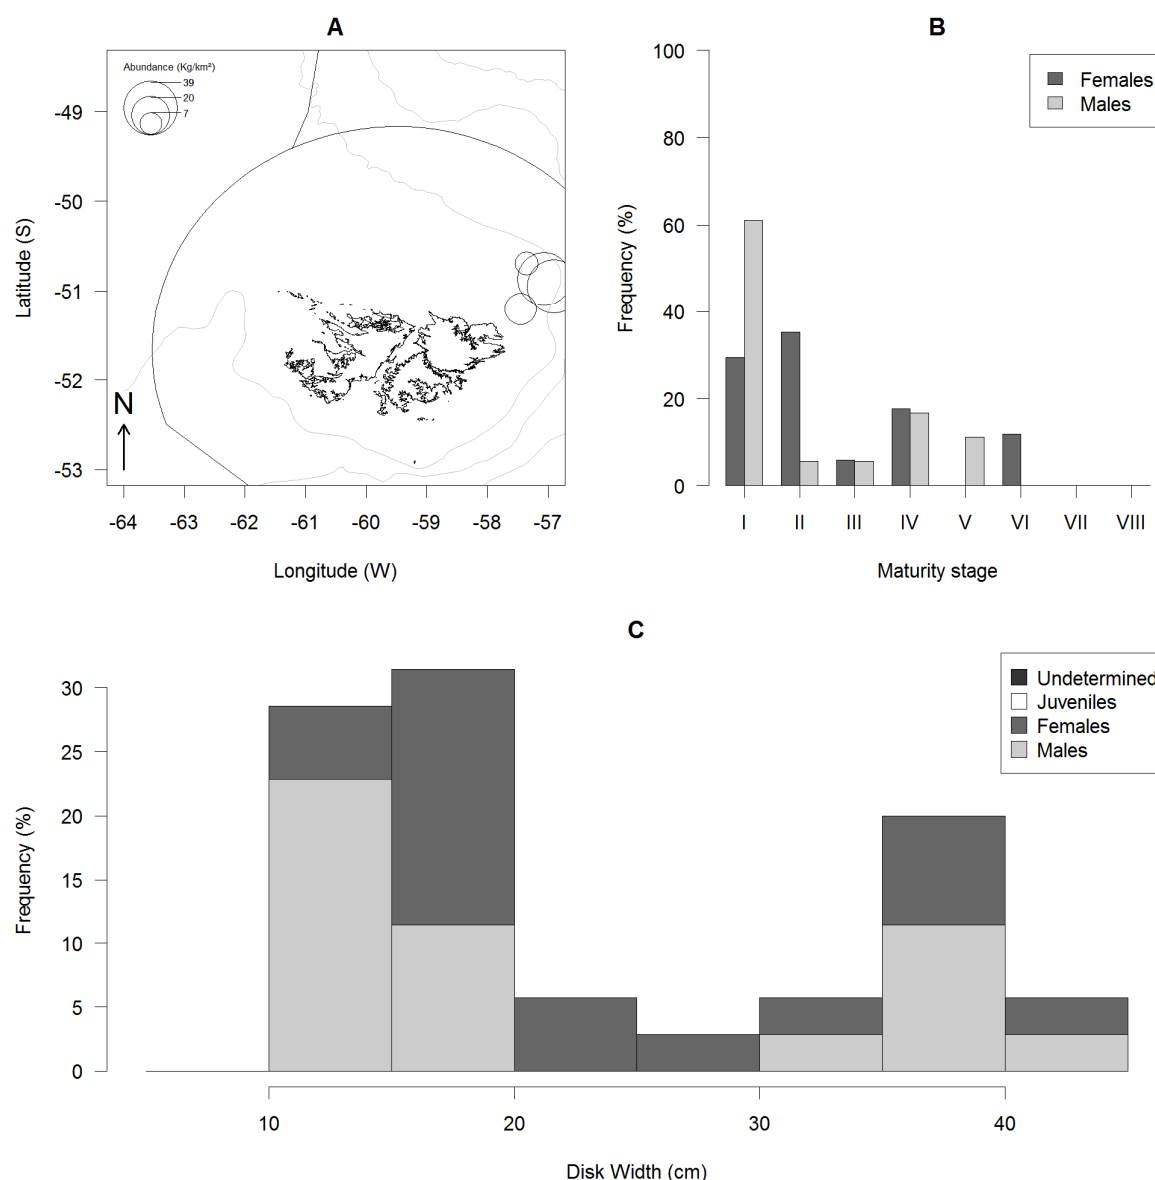 A
Abundance (Kg/km²)
39
20
7
-49
-50
-51
-52
-53
Latitude (S)
N
-64 -63 -62 -61 -60 -59 -58 -57
Longitude (W)
B
100
80
60
40
20
0
Frequency (%)
Females
Males
I II III IV V VI VII VIII
Maturity stage
C
30
25
20
15
10
5
0
Frequency (%)
Undetermined
Juveniles
Females
Males
10 20 30 40
Disk Width (cm)